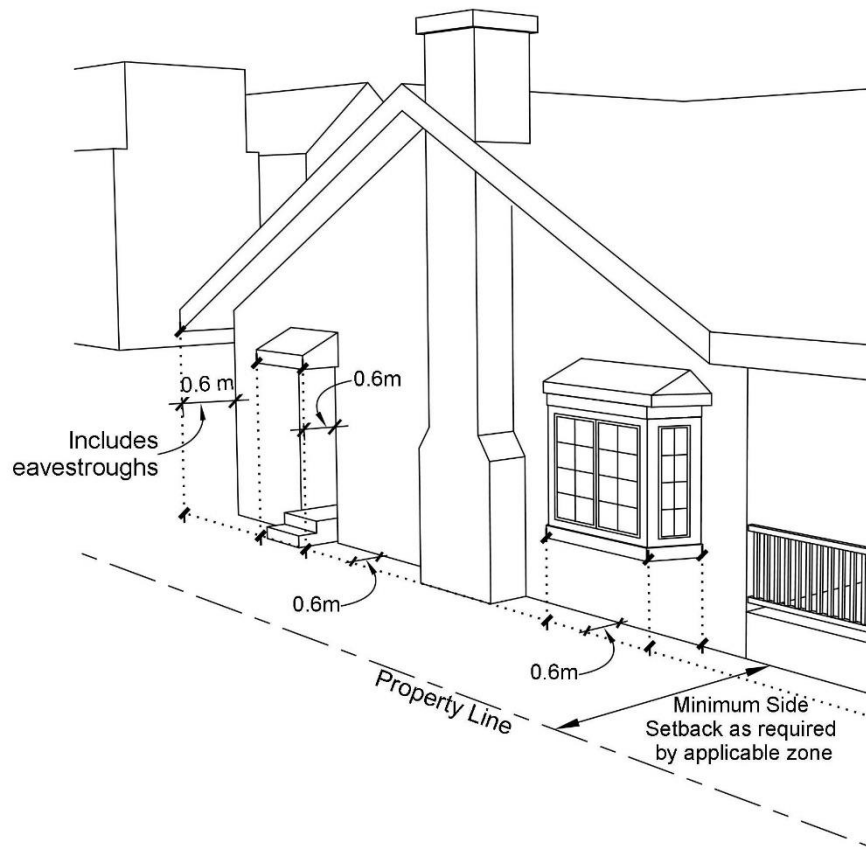 0.6 m
0.6m
Includes
eavestroughs
0.6m
0.6m
Property Line
Minimum Side
Setback as required
by applicable zone